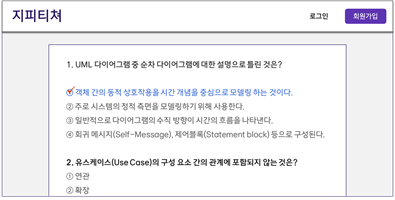 지피티쳐
로그인
회원가입
1. UML 다이어그램 중 순차 다이어그램에 대한 설명으로 틀린 것은?
① 객체 간의 동적 상호작용을 시간 개념을 중심으로 모델링 하는 것이다.
② 주로 시스템의 정적 측면을 모델링하기 위해 사용한다.
③ 일반적으로 다이어그램의 수직 방향이 시간의 흐름을 나타낸다.
④ 회귀 메시지(Self-Message), 제어블록(Statement block) 등으로 구성된다.
2. 유스케이스(Use Case)의 구성 요소 간의 관계에 포함되지 않는 것은?
① 연관
② 확장